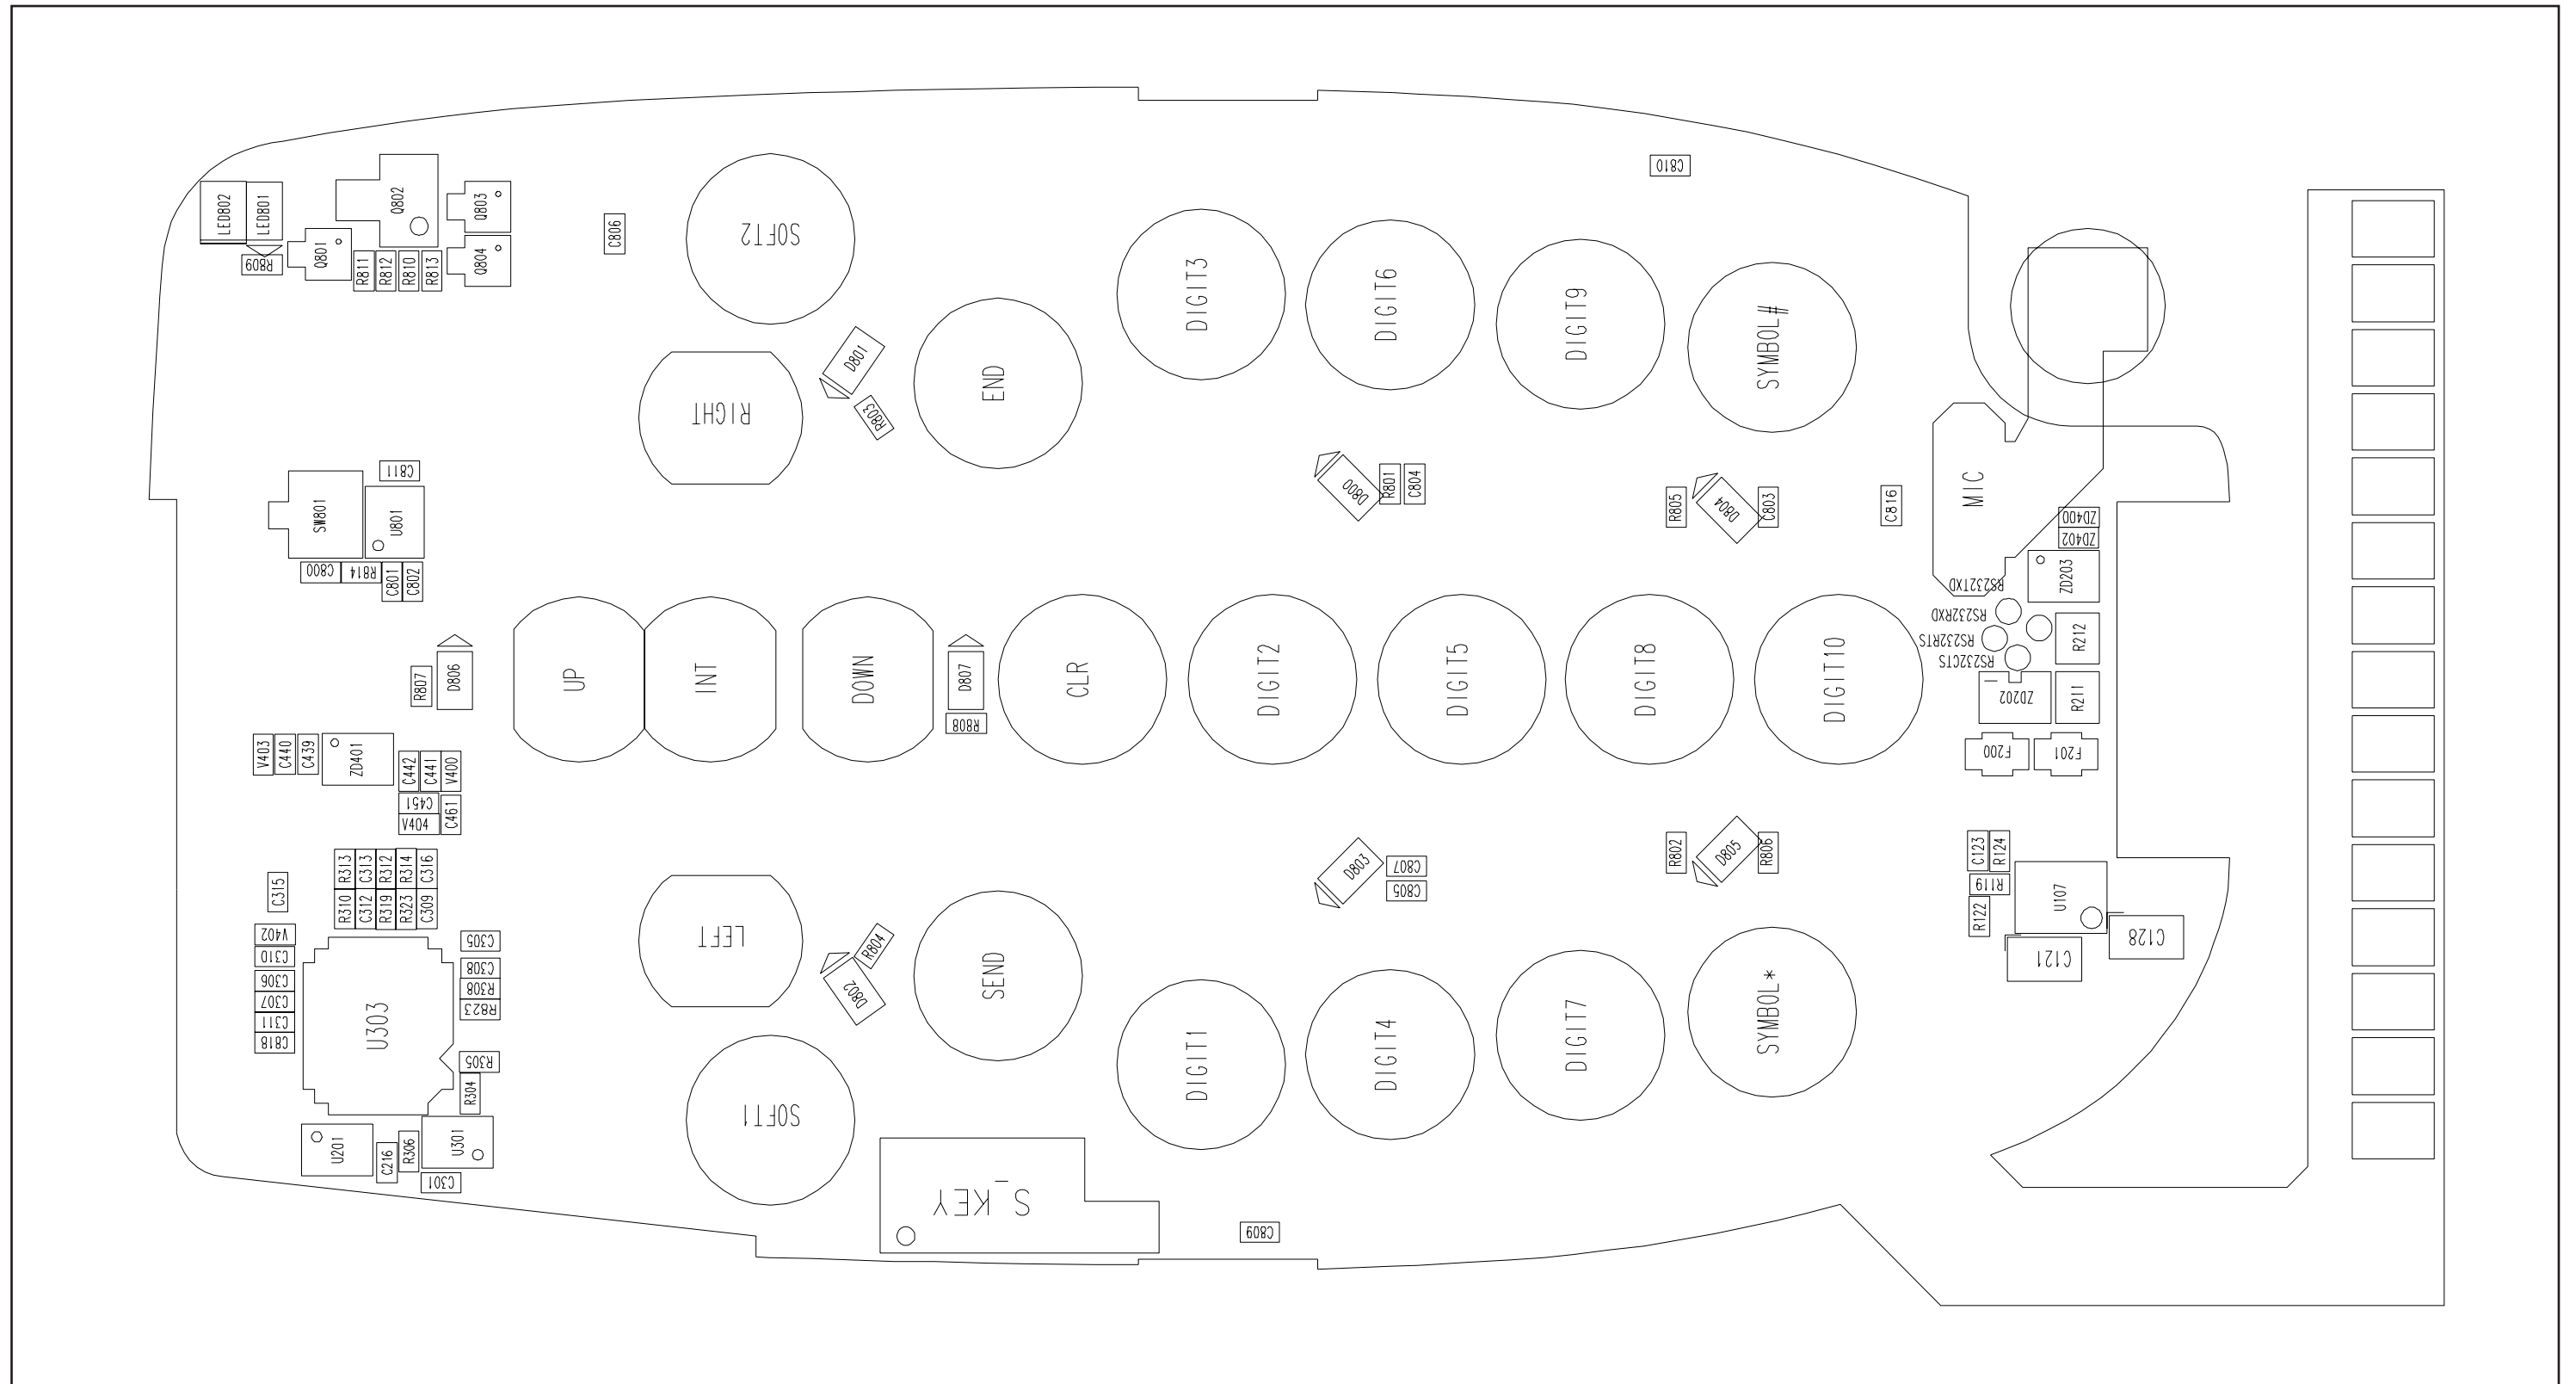 C810
LED802
LED801
Q802
Q803
Q801
Q804
R809
R811
R812
R810
R813
C806
SOFT2
DIGIT3
DIGIT6
DIGIT9
SYMBOL#
D801
R803
END
RIGHT
C811
SW801
U801
C800
R814
C801
C802
D800
R801
C804
R805
D804
C803
C816
MIC
ZD400
ZD402
ZD203
RS232TXD
RS232RXD
RS232RTS
RS232CTS
R212
ZD202
R211
F200
F201
R807
D806
UP
INT
DOWN
D807
R808
CLR
DIGIT2
DIGIT5
DIGIT8
DIGIT10
V403
C440
C439
ZD401
C442
C441
V400
C451
V404
C461
R313
C313
R312
R314
C316
C315
R310
C312
R319
R323
C309
V402
C310
C306
C307
C311
C818
U303
C305
C308
R308
R823
R305
R304
LEFT
D802
R804
SEND
D803
C807
C805
R802
D805
R806
C123
R124
R119
R122
U107
C121
C128
SOFT1
DIGIT1
DIGIT4
DIGIT7
SYMBOL*
U201
C216
R306
U301
C301
S_KEY
C809